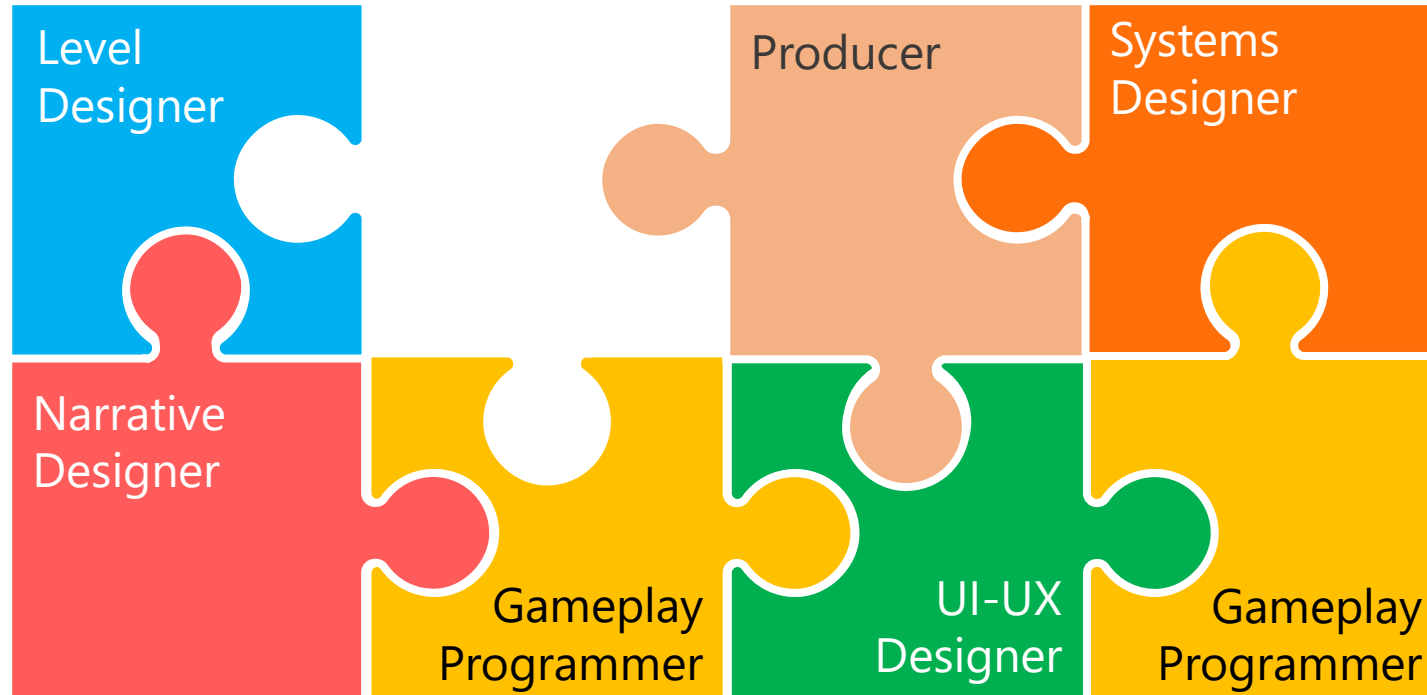 Level
Designer
Producer
Systems
Designer
Narrative
Designer
Gameplay
Programmer
UI-UX
Designer
Gameplay
Programmer